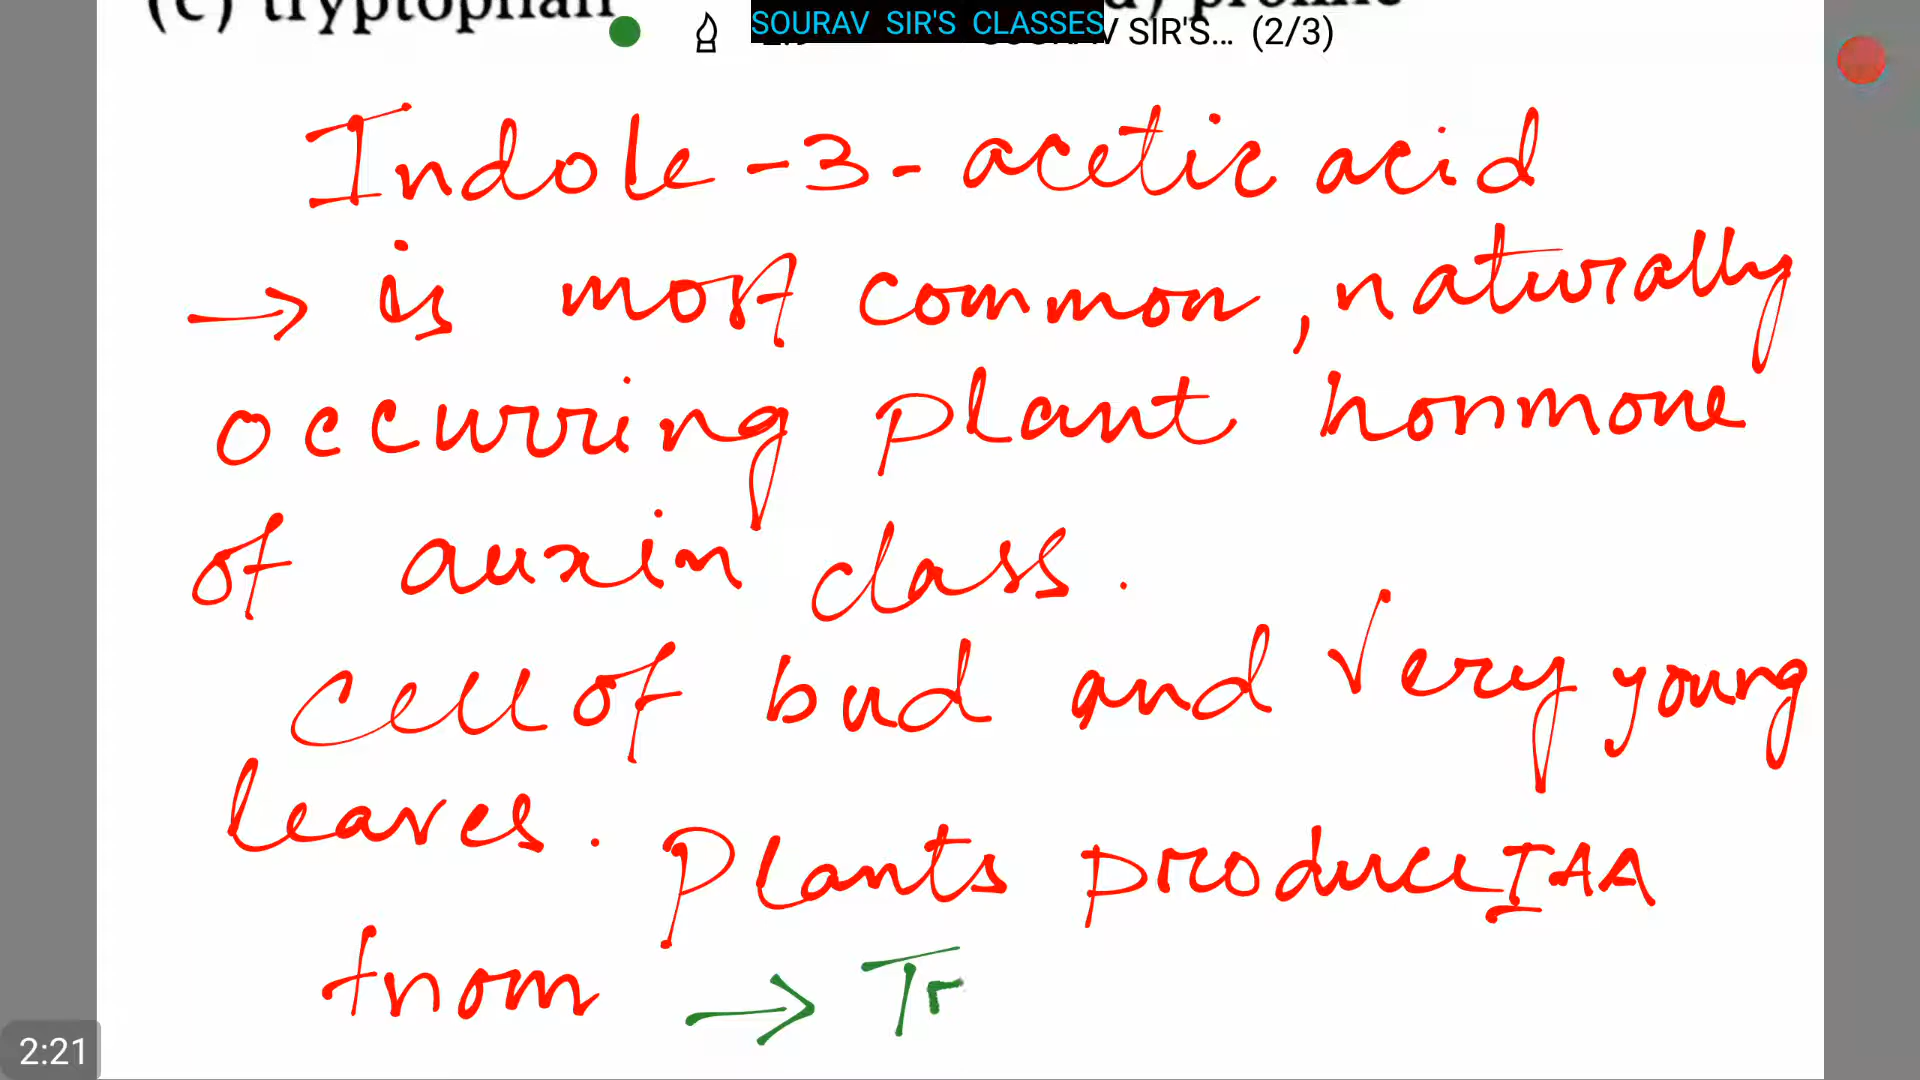 (c) tryptophan d) proline
SOURAV SIR'S CLASSES
V SIR'S... (2/3)
Indole-3-acetic acid
→ is most common, naturally
occurring plant hormone
of auxin class.
cell of bud and very young
leaves. Plants produce IAA
from → Tr
2:21